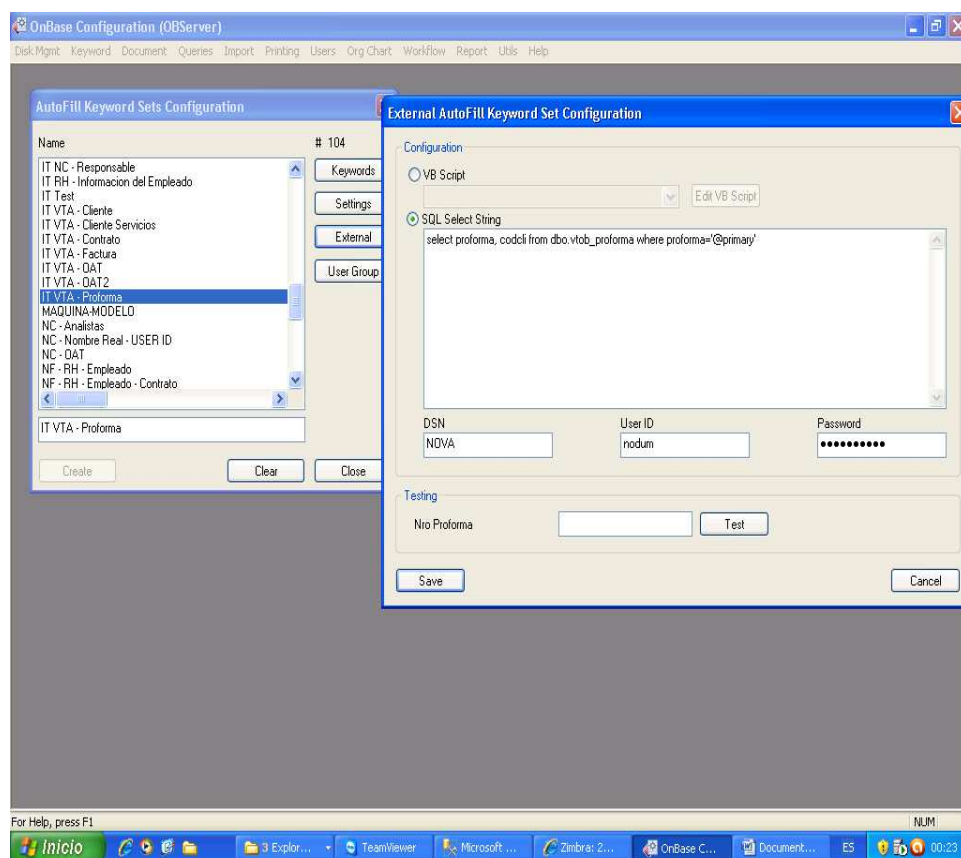 OnBase Configuration (OBServer)
Disk Mgmt Keyword Document Queries Import Printing Users Org Chart Workflow Report Utils Help
AutoFill Keyword Sets Configuration
Name
# 104
IT NC - Responsable
IT RH - Informacion del Empleado
IT Test
IT VTA - Cliente
IT VTA - Cliente Servicios
IT VTA - Contrato
IT VTA - Factura
IT VTA - OAT
IT VTA - OAT2
IT VTA - Proforma
MAQUINA-MODELO
NC - Analistas
NC - Nombre Real - USER ID
NC - OAT
NF - RH - Empleado
NF - RH - Empleado - Contrato
Keywords
Settings
External
User Group
IT VTA - Proforma
Create
Clear
Close
External AutoFill Keyword Set Configuration
Configuration
VB Script
Edit VB Script
SQL Select String
select proforma, codcli from dbo.vtob_proforma where proforma='@primary'
DSN
User ID
Password
NOVA
nodum
••••••••••
Testing
Nro Proforma
Test
Save
Cancel
For Help, press F1
NUM
Inicio
3 Explor...
TeamViewer
Microsoft ...
Zimbra: 2...
OnBase C...
Document...
ES
00:23